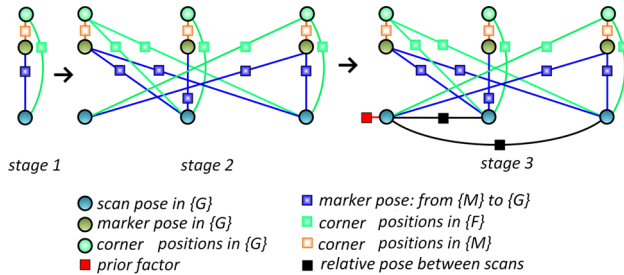 stage 1
stage 2
stage 3
scan pose in {G}
marker pose in {G}
corner positions in {G}
prior factor
marker pose: from {M} to {G}
corner positions in {F}
corner positions in {M}
relative pose between scans